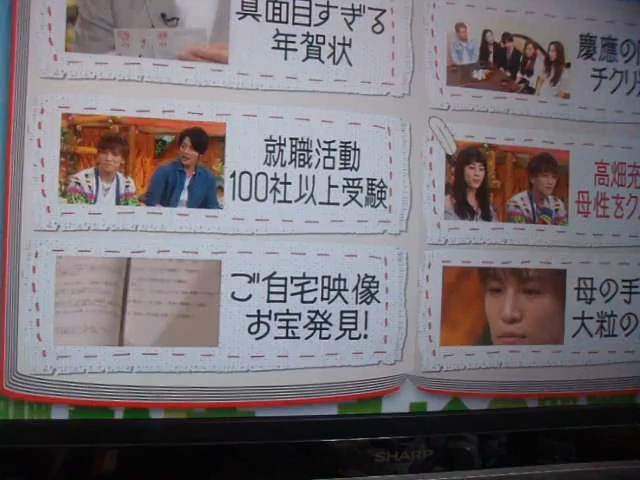 真面目すぎる
年賀状
就職活動
100社以上受験
ご自宅映像
お宝発見!
慶應の
チクリ
高畑充
母性をク
母の手
大粒の
SHARP